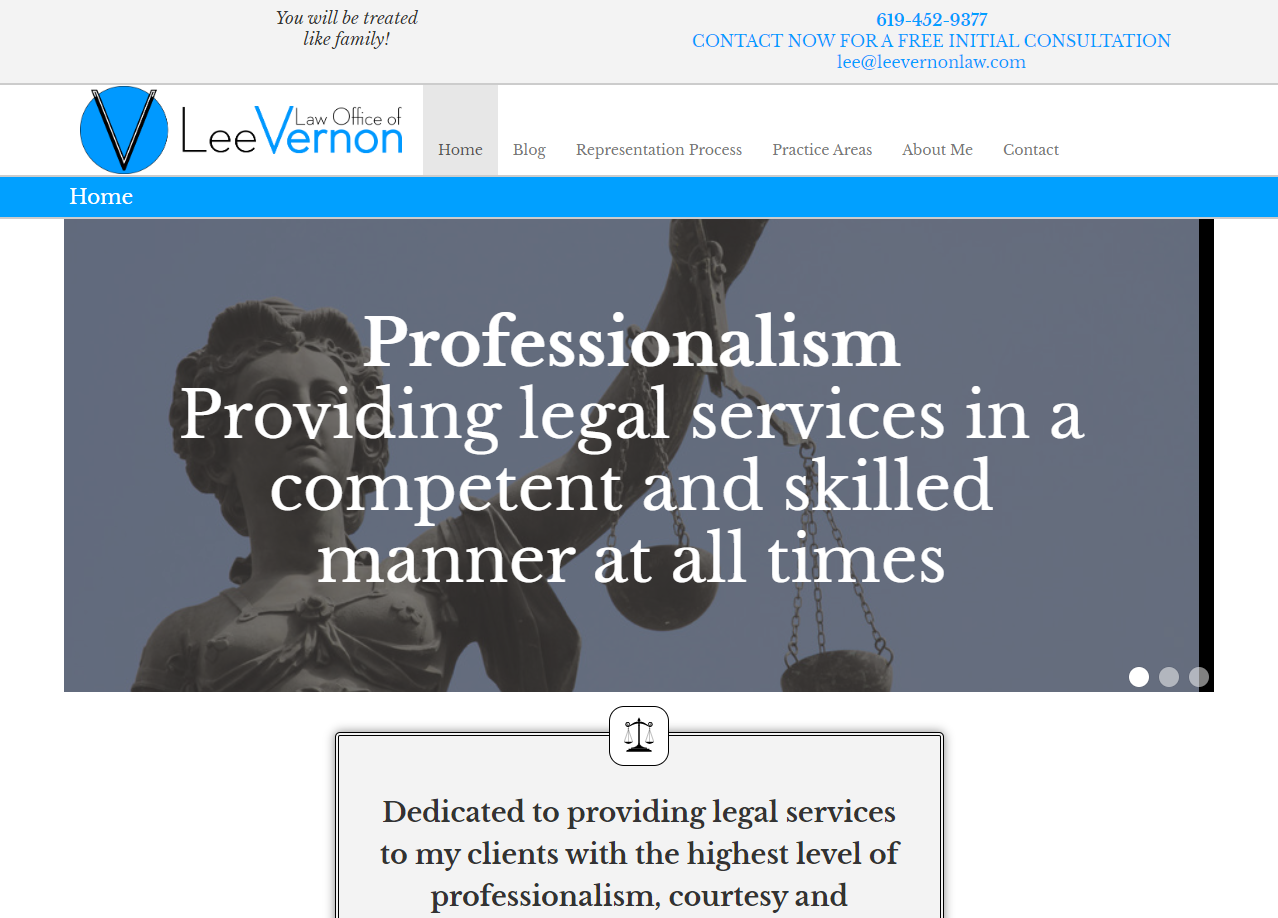 You will be treated
like family!
619-452-9377
CONTACT NOW FOR A FREE INITIAL CONSULTATION
lee@leevernonlaw.com
V
Law Office of
Lee Vernon
Home
Blog
Representation Process
Practice Areas
About Me
Contact
Home
Professionalism
Providing legal services in a
competent and skilled
manner at all times
Dedicated to providing legal services
to my clients with the highest level of
professionalism, courtesy and